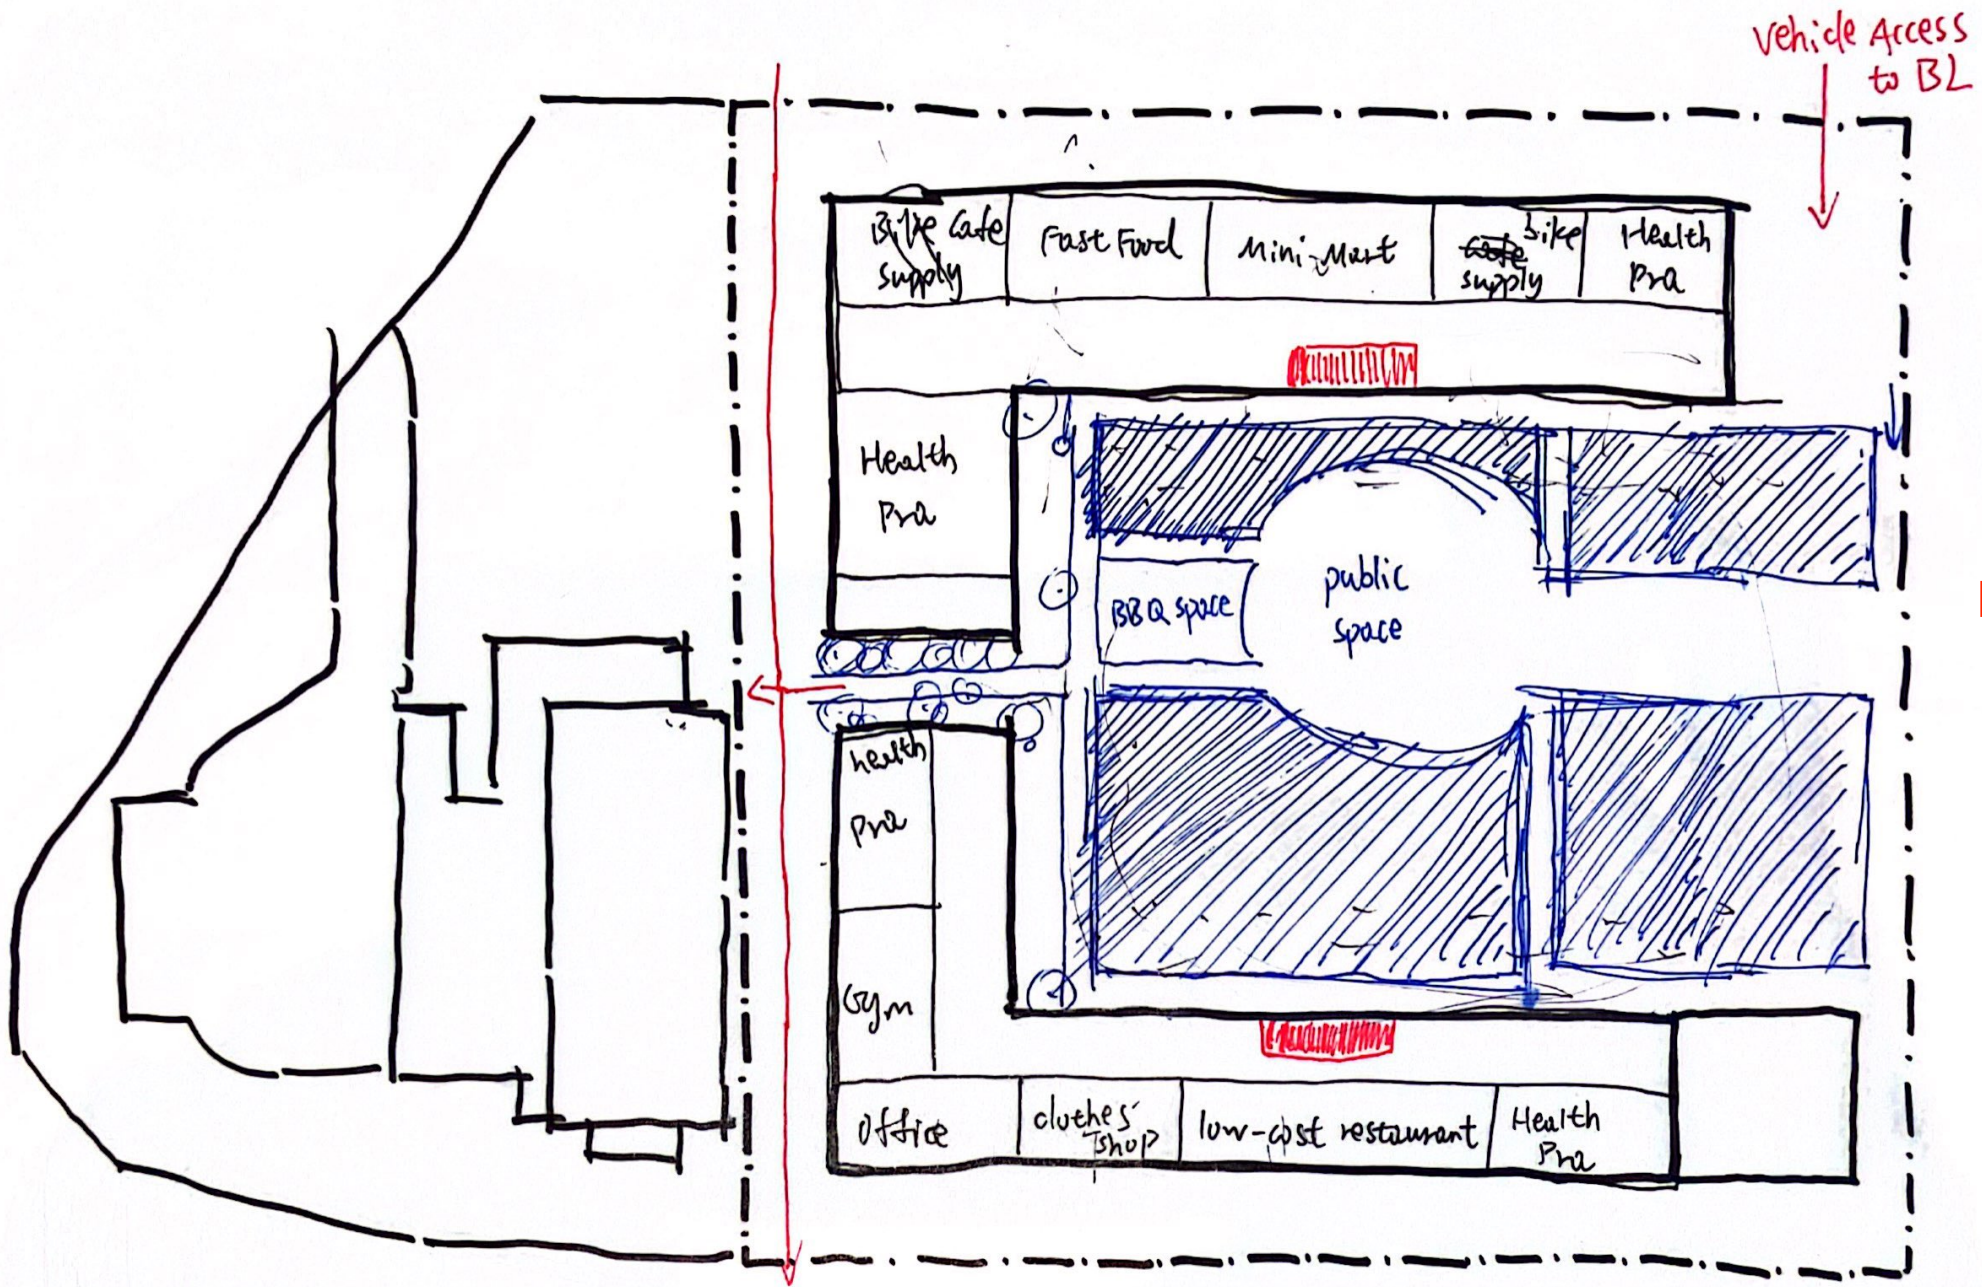 Vehicle Access
to BL
Bike Cafe
supply
Fast Food
Mini-Mart
bike
cafe
supply
Health
Pra
Health
Pra
public
space
BBQ space
health
pra
Gym
office
clothes
shop
low-cost restaurant
Health
Pra